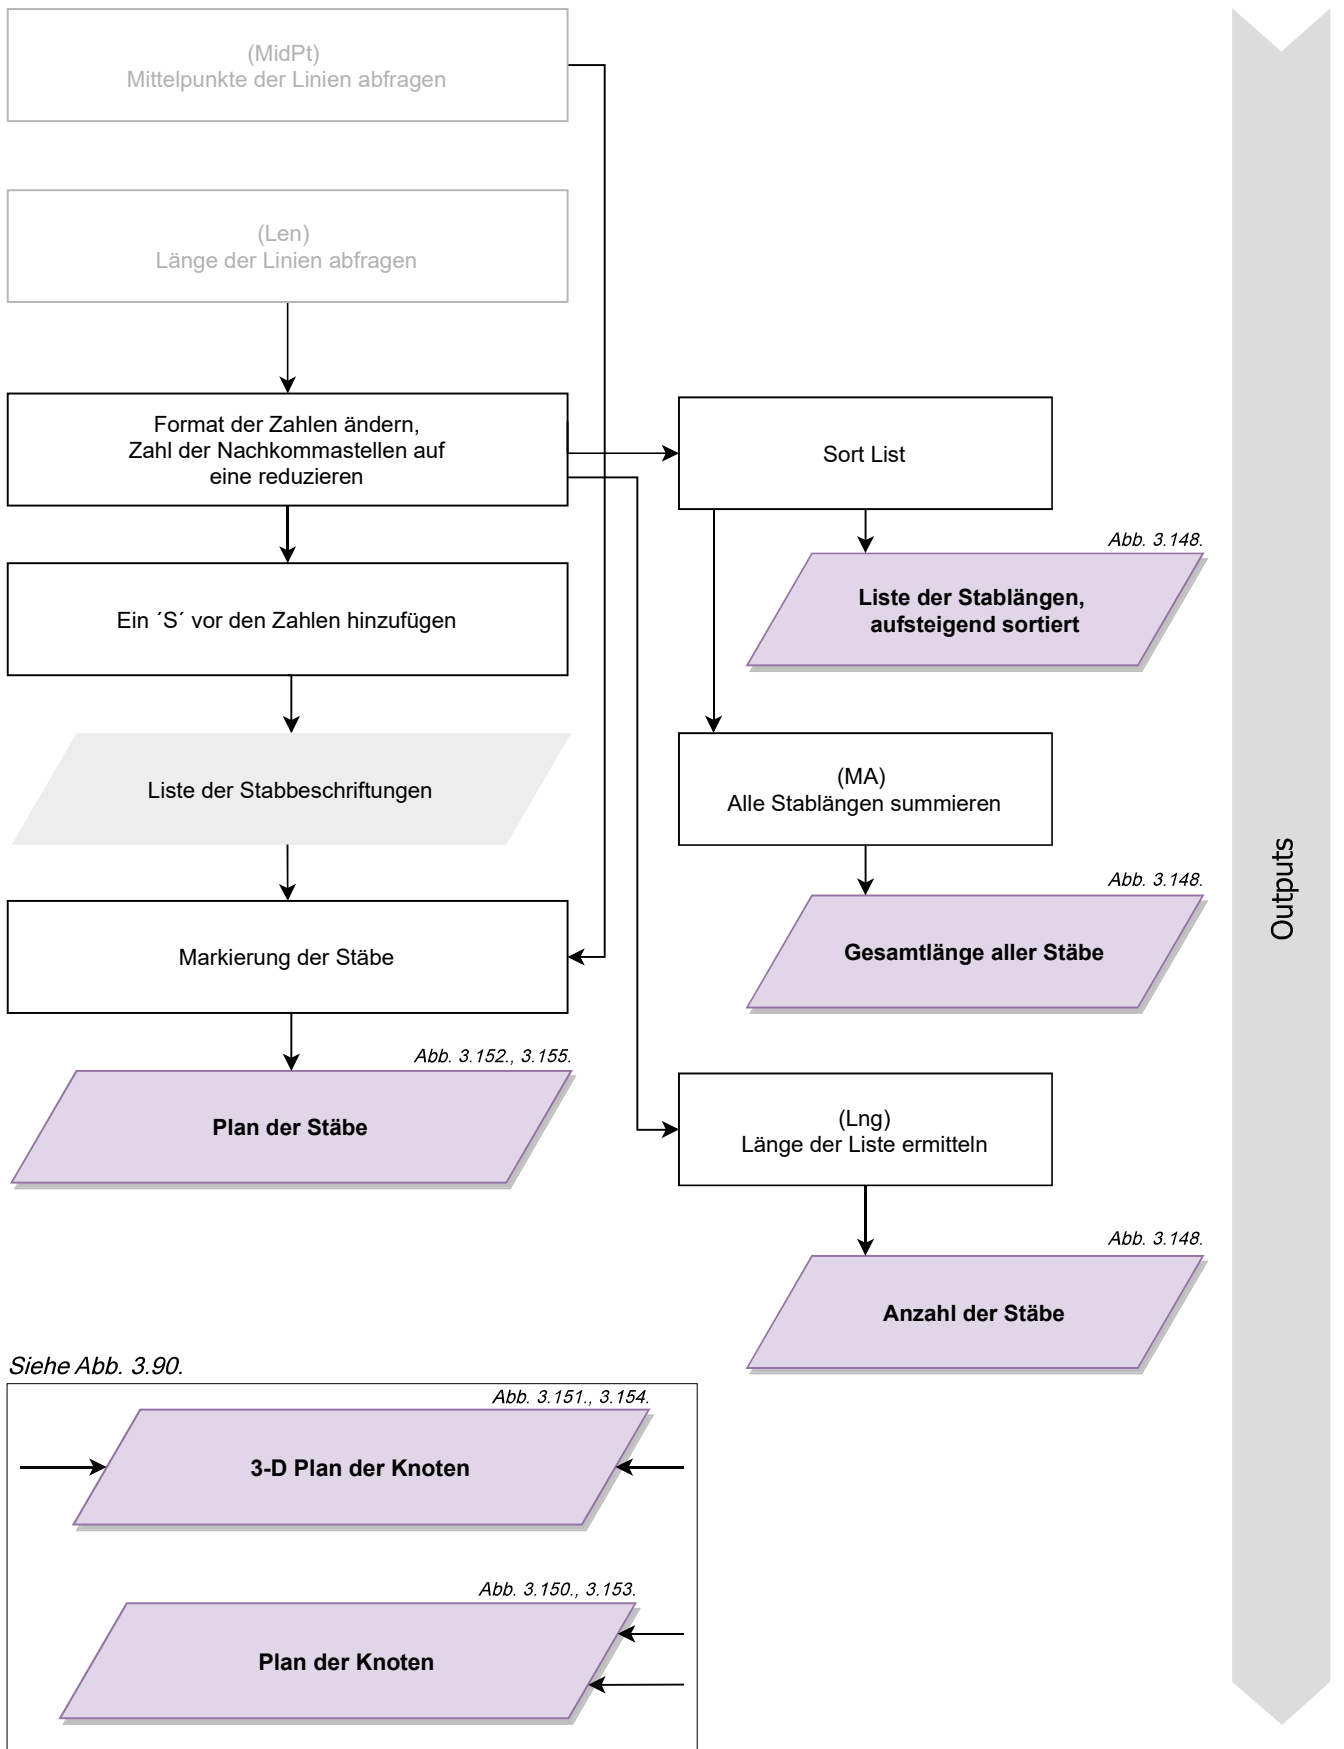 (MidPt)
Mittelpunkte der Linien abfragen
(Len)
Länge der Linien abfragen
Format der Zahlen ändern,
Zahl der Nachkommastellen auf
eine reduzieren
Sort List
Abb. 3.148.
Liste der Stablängen,
aufsteigend sortiert
Ein ´S´ vor den Zahlen hinzufügen
Liste der Stabbeschriftungen
(MA)
Alle Stablängen summieren
Abb. 3.148.
Gesamtlänge aller Stäbe
Markierung der Stäbe
Abb. 3.152., 3.155.
Plan der Stäbe
(Lng)
Länge der Liste ermitteln
Abb. 3.148.
Anzahl der Stäbe
Siehe Abb. 3.90.
Abb. 3.151., 3.154.
3-D Plan der Knoten
Abb. 3.150., 3.153.
Plan der Knoten
Outputs